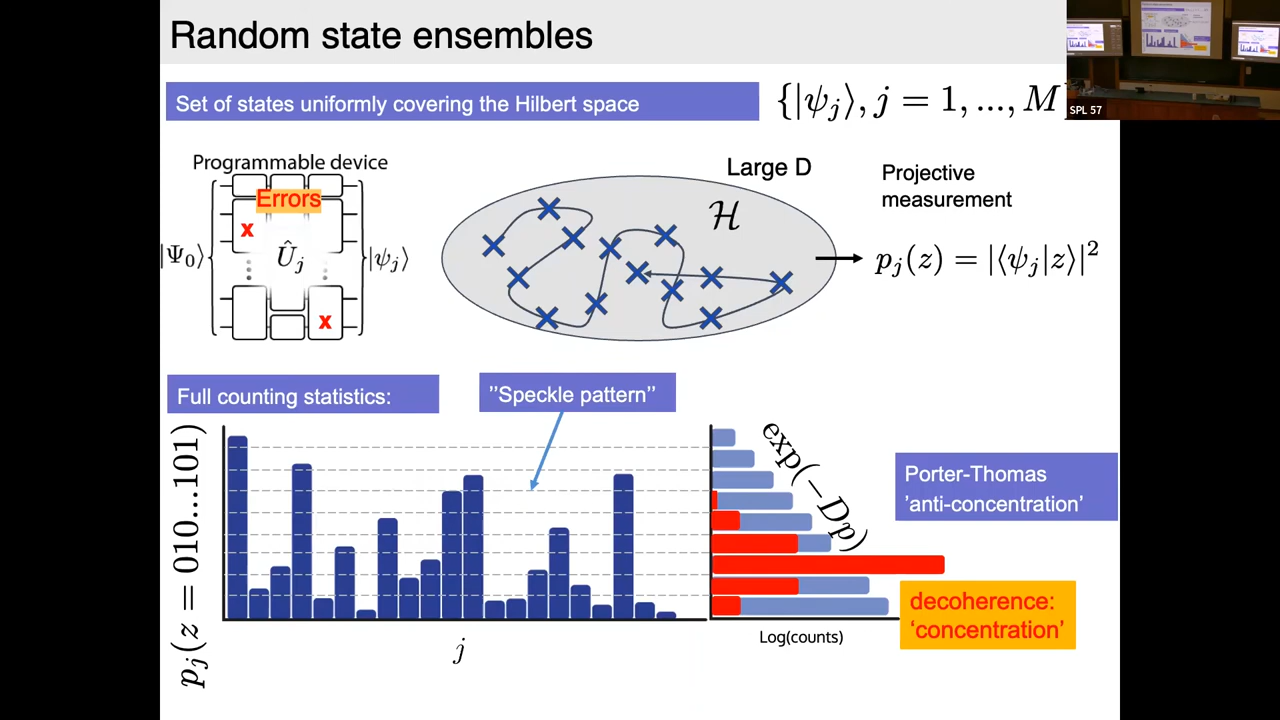 Random state ensembles
Set of states uniformly covering the Hilbert space
{|ψ_j⟩, j = 1, ..., M
SPL 57
Programmable device
Errors
x
|Ψ_0⟩
Û_j
|ψ_j⟩
x
Large D
ℋ
Projective
measurement
p_j(z) = |⟨ψ_j|z⟩|^2
Full counting statistics:
’’Speckle pattern’’
p_j(z = 010...101)
j
exp(−Dp)
Log(counts)
Porter-Thomas
’anti-concentration’
decoherence:
‘concentration’